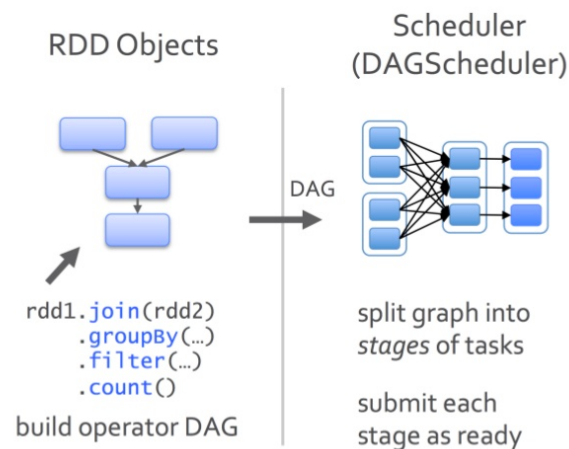 RDD Objects
rdd1.join(rdd2)
.groupBy(…)
.filter(…)
.count()
build operator DAG
DAG
Scheduler
(DAGScheduler)
split graph into
stages of tasks
submit each
stage as ready